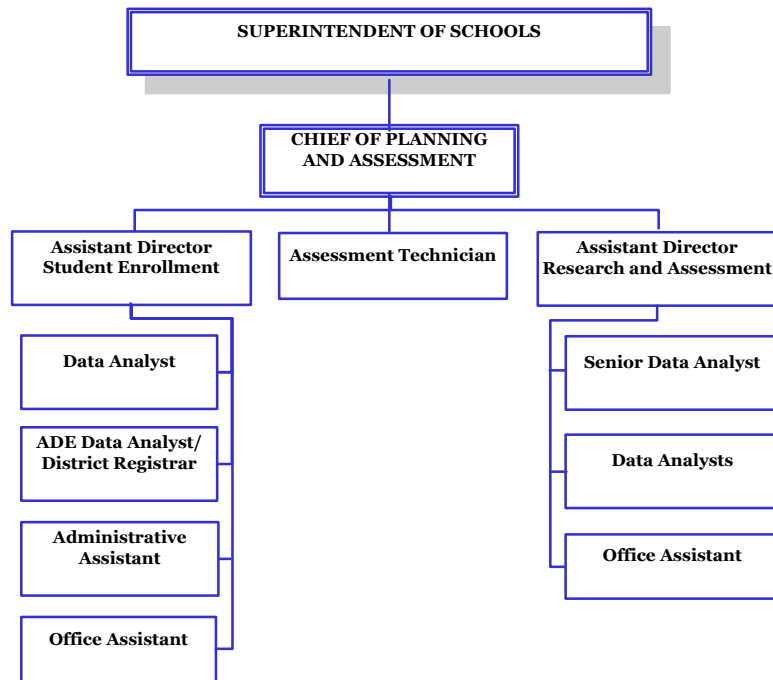 SUPERINTENDENT OF SCHOOLS
CHIEF OF PLANNING
AND ASSESSMENT
Assistant Director
Student Enrollment
Assessment Technician
Assistant Director
Research and Assessment
Data Analyst
ADE Data Analyst/
District Registrar
Administrative
Assistant
Office Assistant
Senior Data Analyst
Data Analysts
Office Assistant